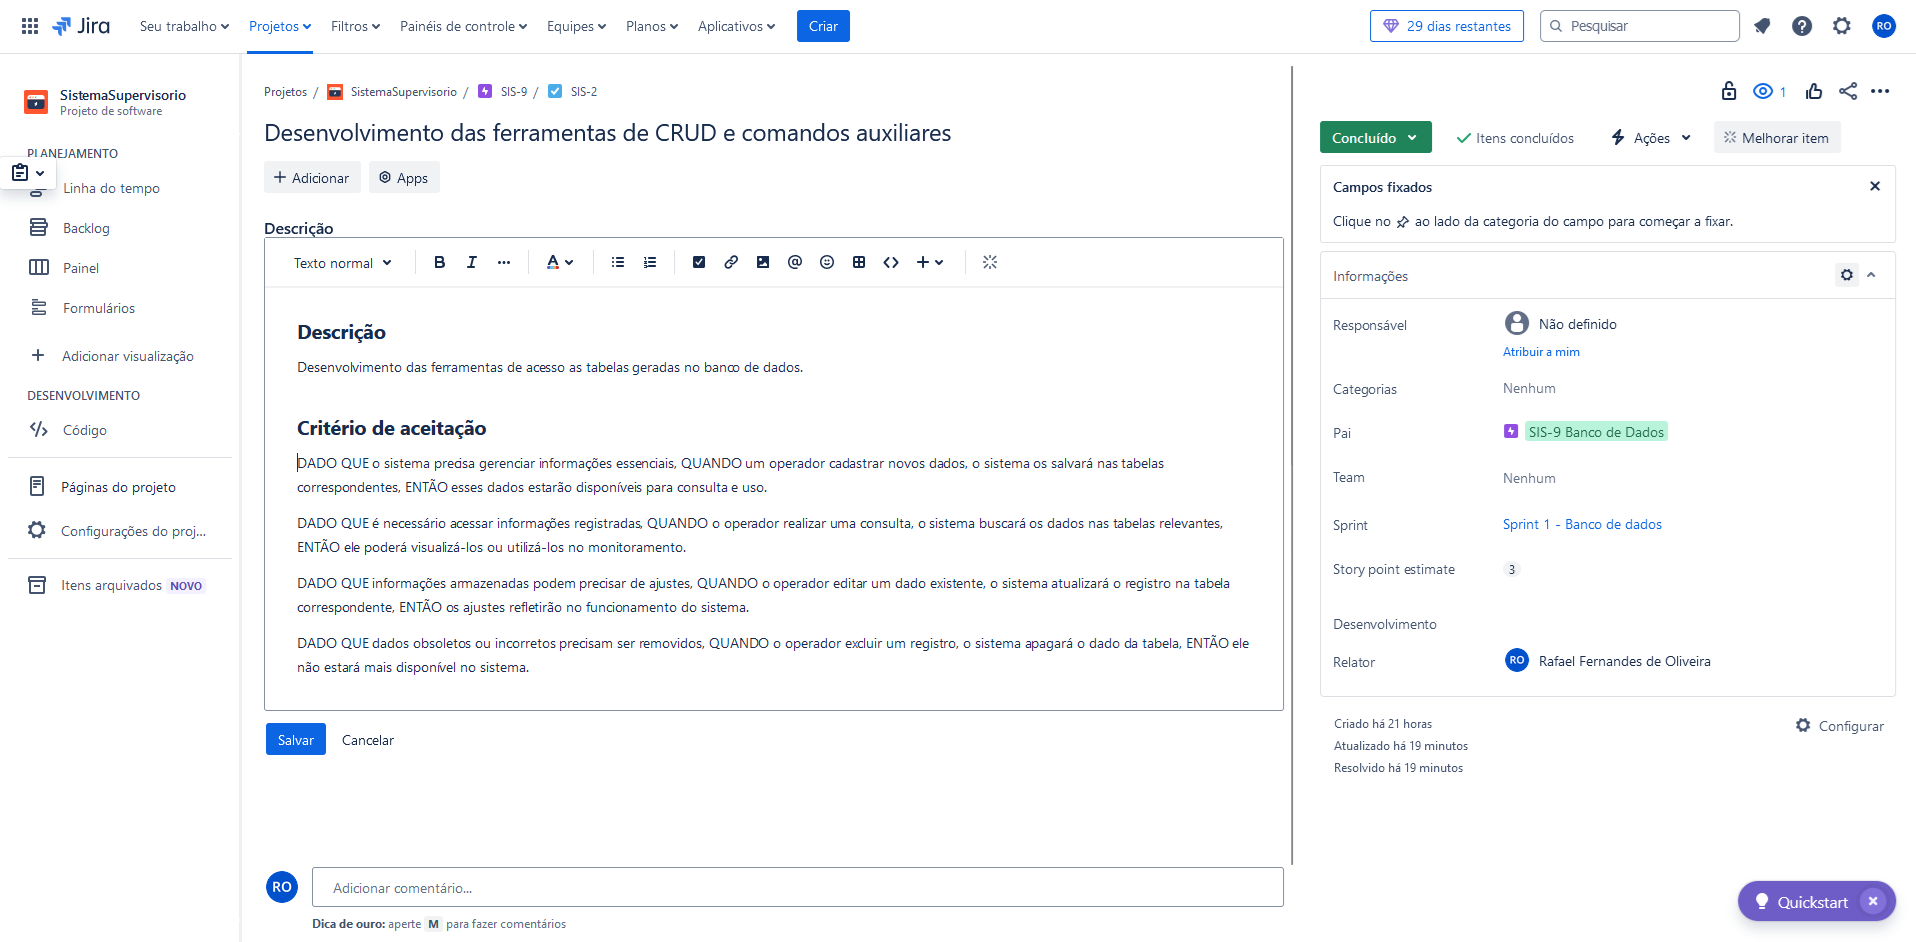 Jira
Seu trabalho
Projetos
Filtros
Painéis de controle
Equipes
Planos
Aplicativos
Criar
29 dias restantes
Pesquisar
RO
SistemaSupervisorio
Projeto de software
PLANEJAMENTO
Linha do tempo
Backlog
Painel
Formulários
Adicionar visualização
DESENVOLVIMENTO
Código
Páginas do projeto
Configurações do proj...
Itens arquivados NOVO
Projetos / SistemaSupervisorio / SIS-9 / SIS-2
Desenvolvimento das ferramentas de CRUD e comandos auxiliares
Adicionar
Apps
Descrição
Texto normal
Descrição
Desenvolvimento das ferramentas de acesso as tabelas geradas no banco de dados.
Critério de aceitação
DADO QUE o sistema precisa gerenciar informações essenciais, QUANDO um operador cadastrar novos dados, o sistema os salvará nas tabelas
correspondentes, ENTÃO esses dados estarão disponíveis para consulta e uso.
DADO QUE é necessário acessar informações registradas, QUANDO o operador realizar uma consulta, o sistema buscará os dados nas tabelas relevantes,
ENTÃO ele poderá visualizá-los ou utilizá-los no monitoramento.
DADO QUE informações armazenadas podem precisar de ajustes, QUANDO o operador editar um dado existente, o sistema atualizará o registro na tabela
correspondente, ENTÃO os ajustes refletirão no funcionamento do sistema.
DADO QUE dados obsoletos ou incorretos precisam ser removidos, QUANDO o operador excluir um registro, o sistema apagará o dado da tabela, ENTÃO ele
não estará mais disponível no sistema.
Salvar
Cancelar
RO
Adicionar comentário...
Dica de ouro: aperte M para fazer comentários
1
Concluído
Itens concluídos
Ações
Melhorar item
Campos fixados
Clique no ao lado da categoria do campo para começar a fixar.
Informações
Responsável
Não definido
Atribuir a mim
Categorias
Nenhum
Pai
SIS-9 Banco de Dados
Team
Nenhum
Sprint
Sprint 1 - Banco de dados
Story point estimate
3
Desenvolvimento
Relator
RO Rafael Fernandes de Oliveira
Criado há 21 horas
Atualizado há 19 minutos
Resolvido há 19 minutos
Configurar
Quickstart